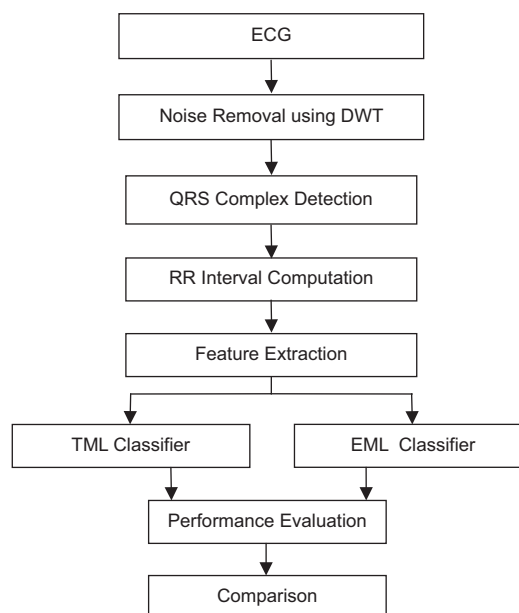 ECG
Noise Removal using DWT
QRS Complex Detection
RR Interval Computation
Feature Extraction
TML Classifier
EML Classifier
Performance Evaluation
Comparison